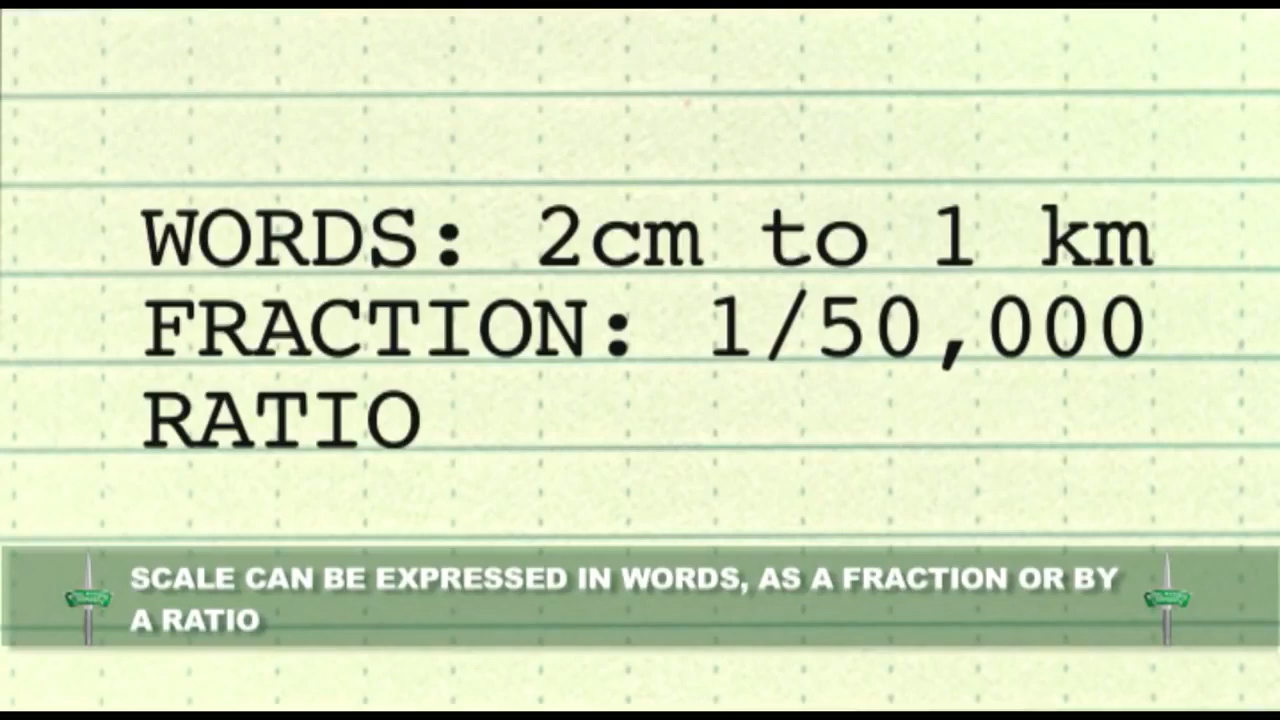 WORDS: 2cm to 1 km
FRACTION: 1/50,000
RATIO
SCALE CAN BE EXPRESSED IN WORDS, AS A FRACTION OR BY
A RATIO